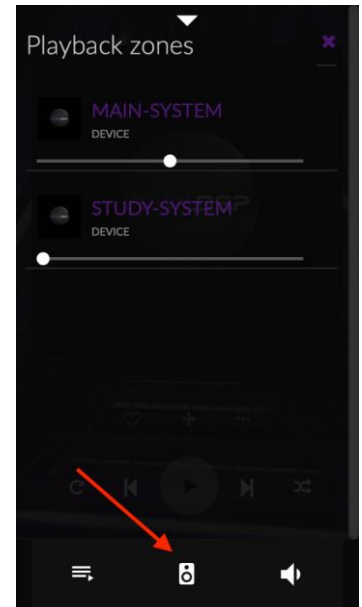 Playback zones
MAIN-SYSTEM
DEVICE
STUDY-SYSTEM
DEVICE